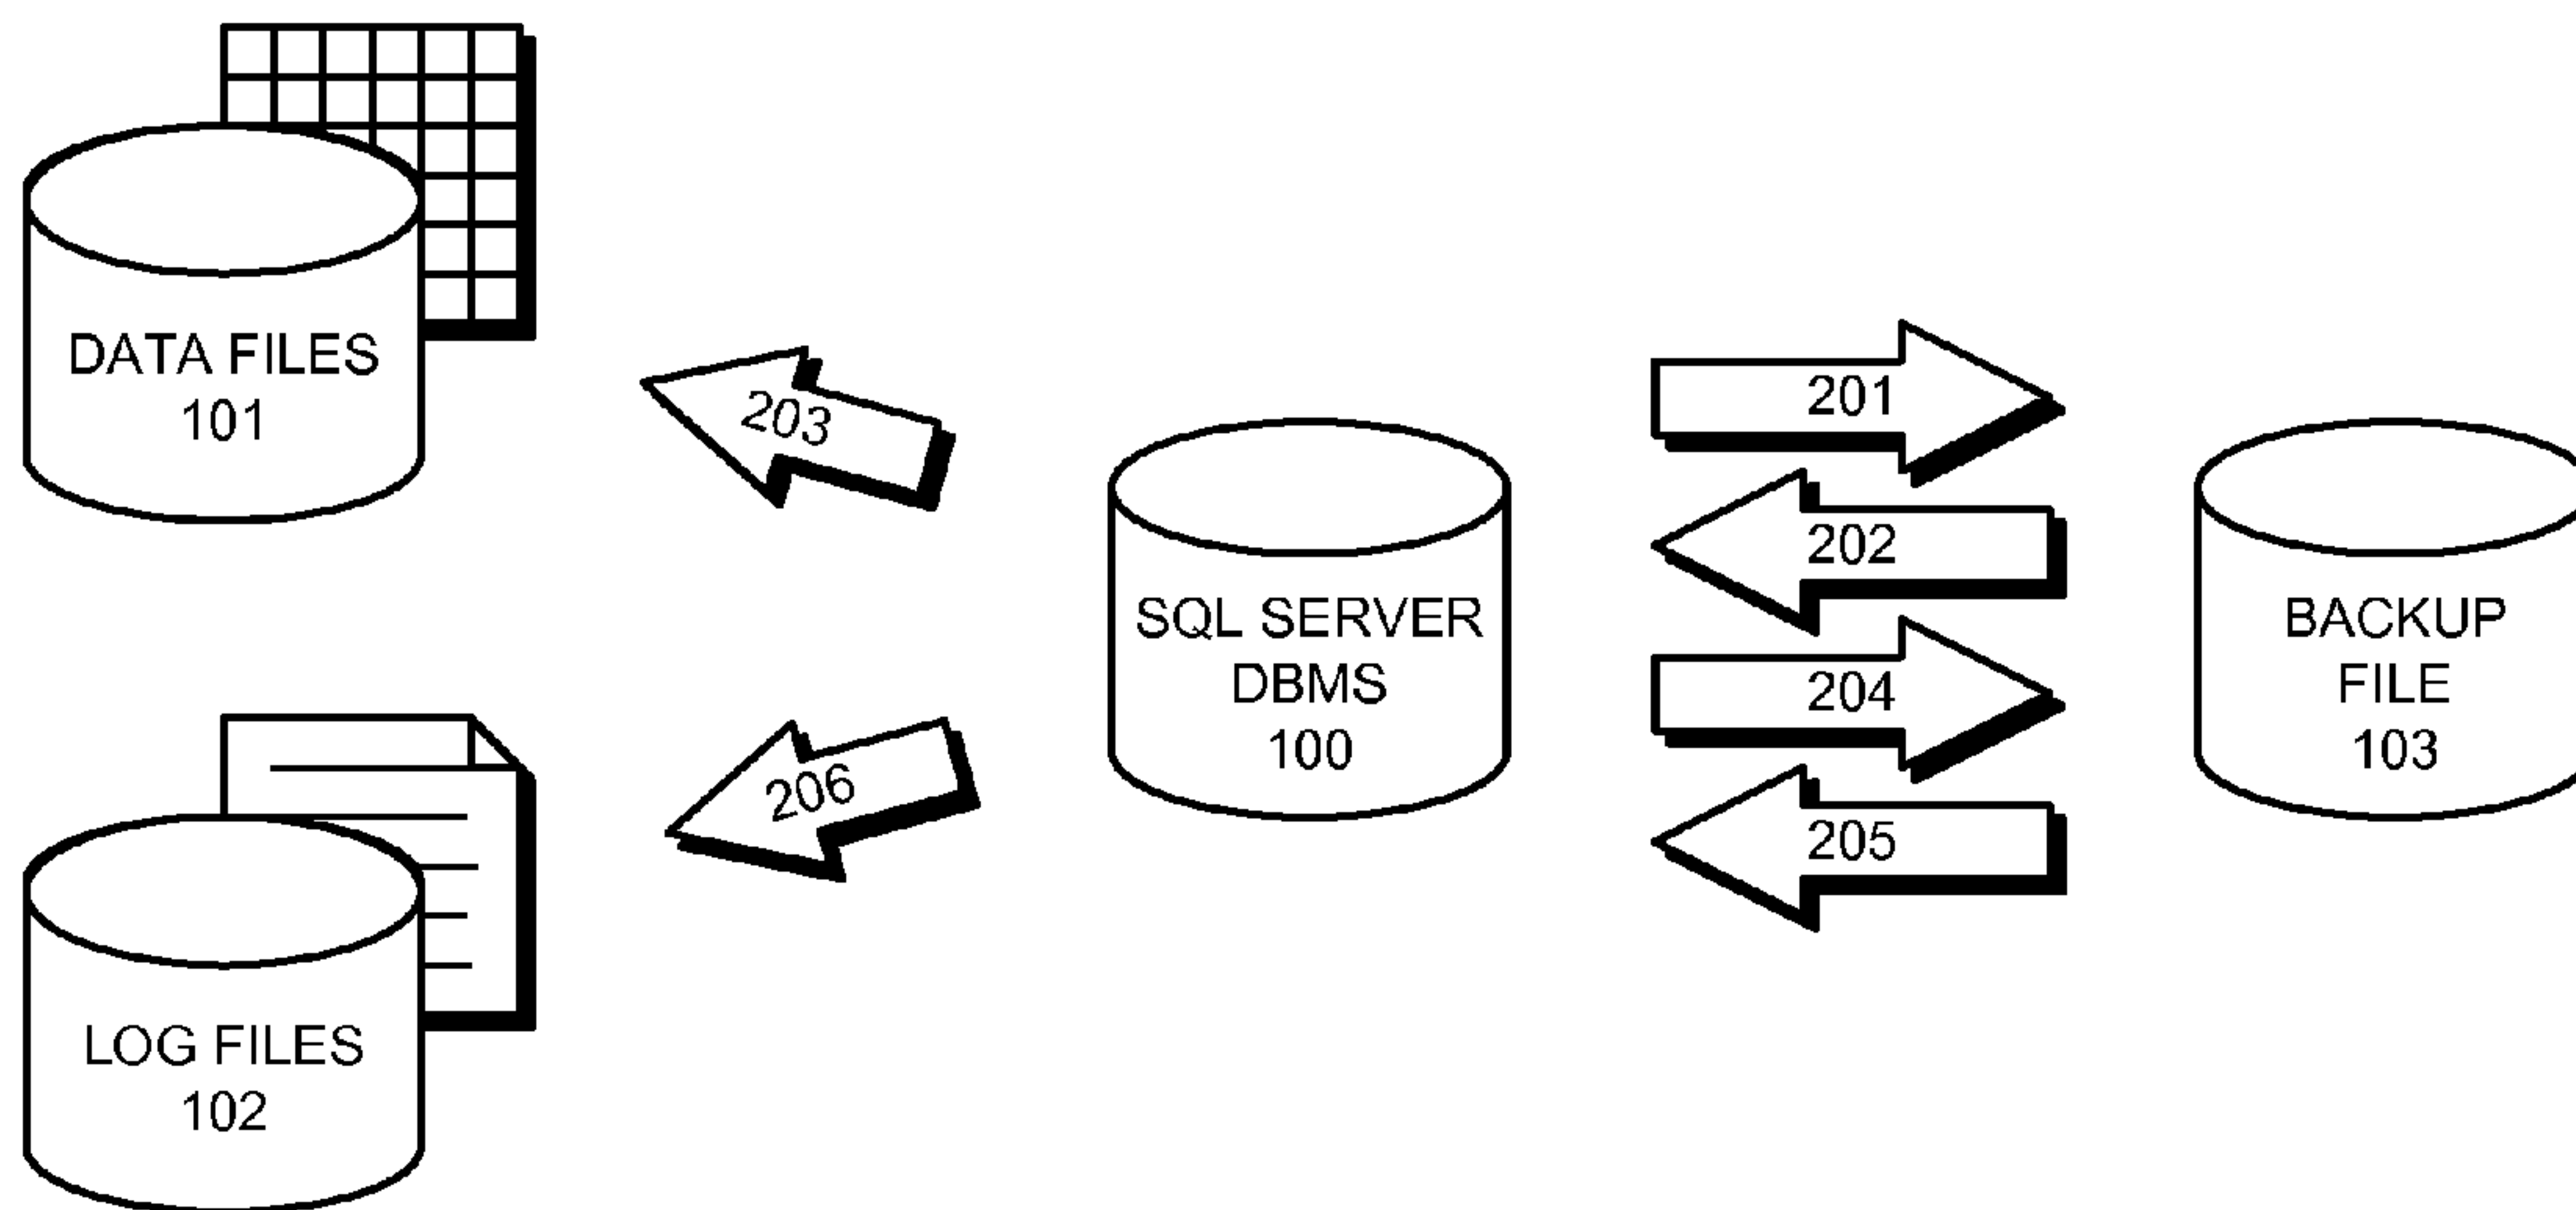 DATA FILES
101
203
201
202
SQL SERVER
DBMS
100
204
BACKUP
FILE
103
206
205
LOG FILES
102